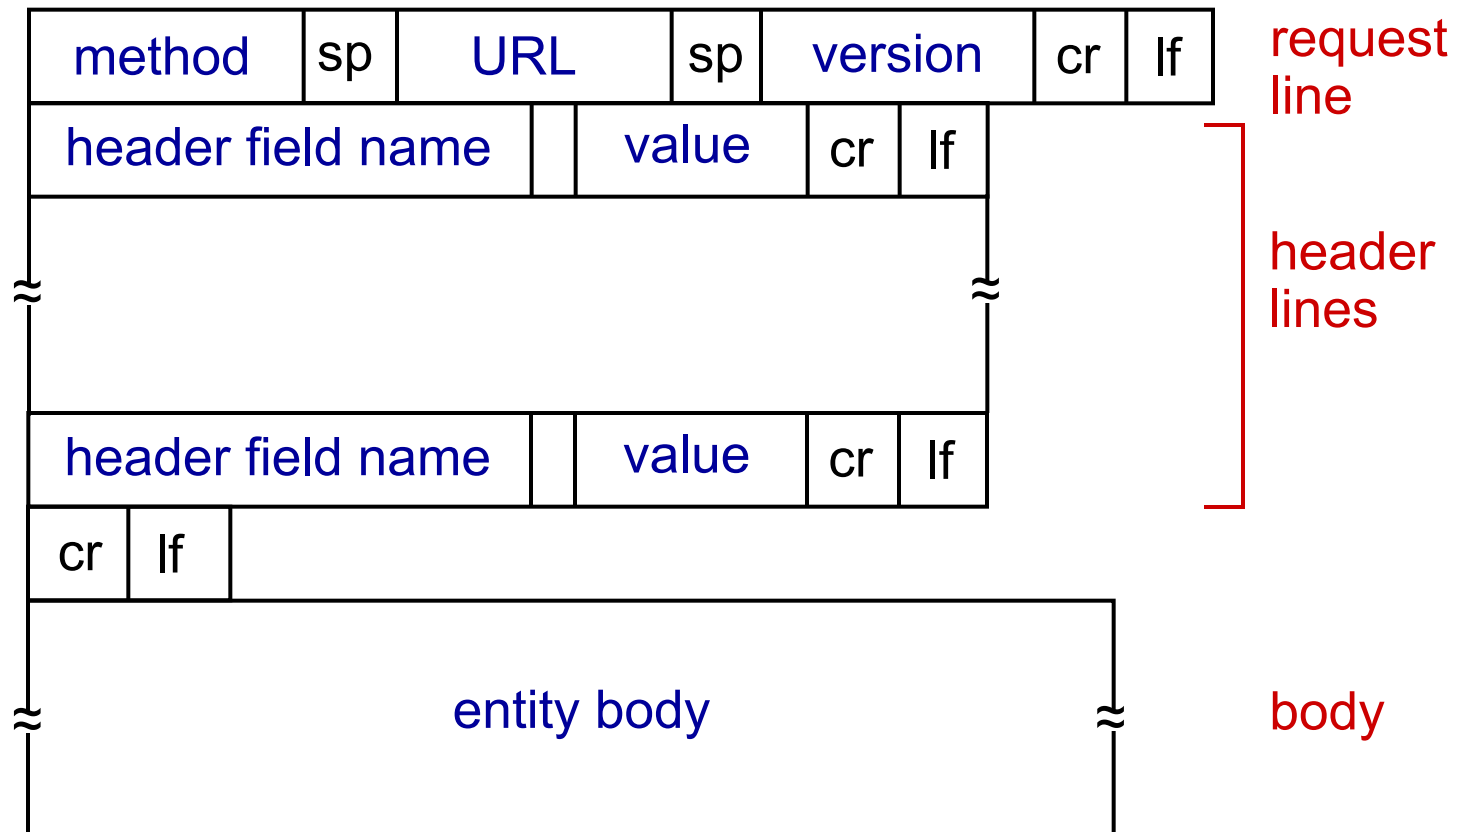 method sp URL sp version cr lf
request
line
header field name value cr lf
header
lines
header field name value cr lf
cr lf
entity body
body